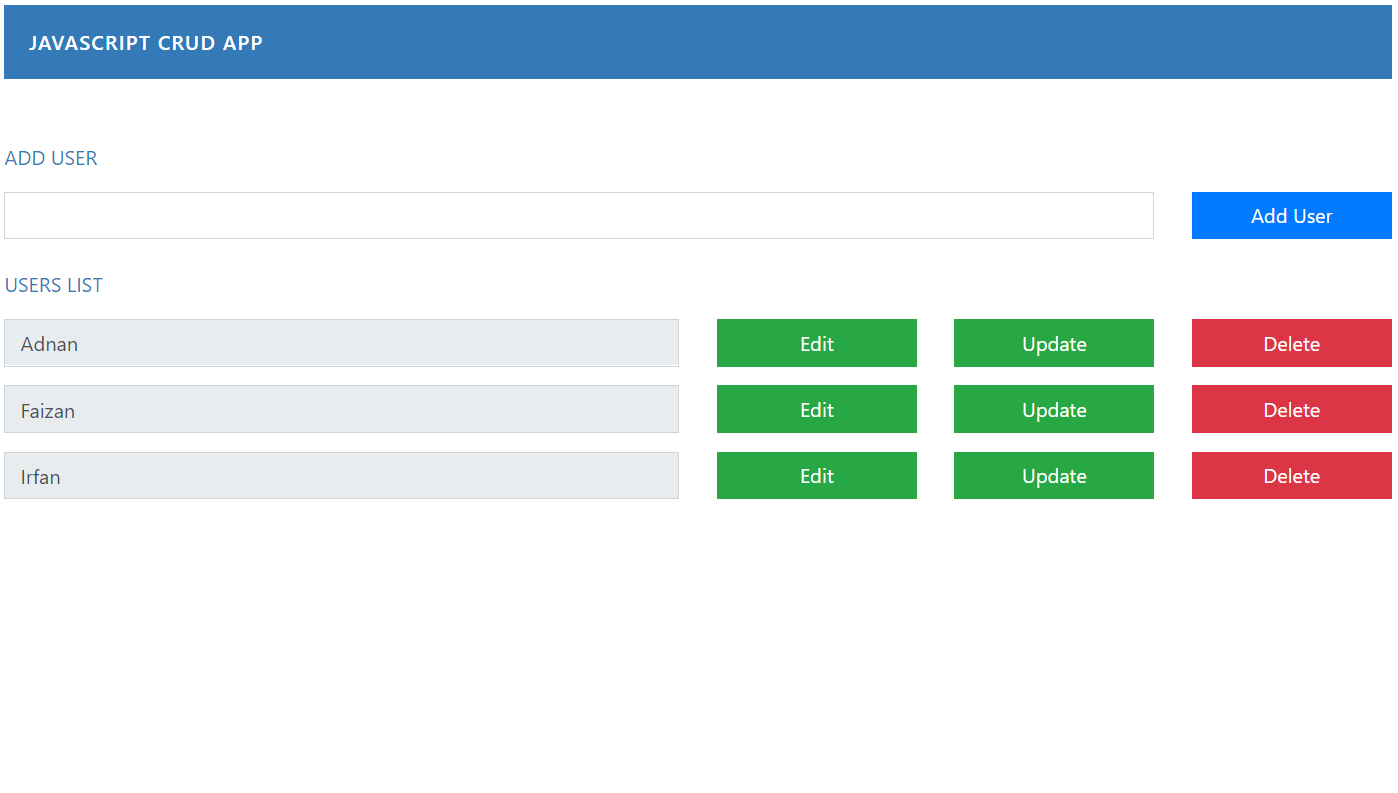 JAVASCRIPT CRUD APP
ADD USER
Add User
USERS LIST
Adnan Edit Update Delete
Faizan Edit Update Delete
Irfan Edit Update Delete